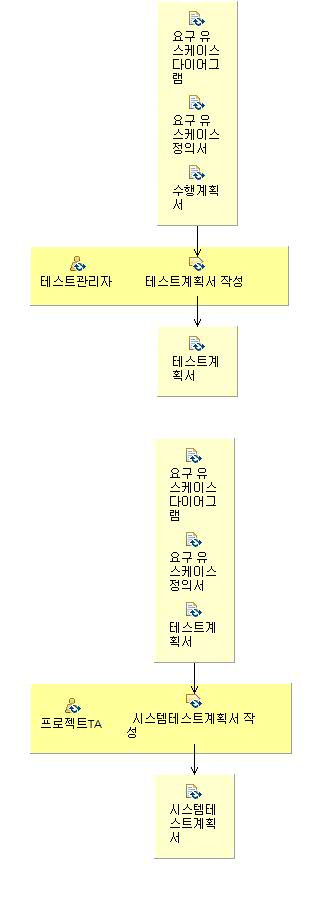 요구 유
스케이스
다이어그
램
요구 유
스케이스
정의서
수행계획
서
테스트관리자
테스트계획서 작성
테스트계
획서
요구 유
스케이스
다이어그
램
요구 유
스케이스
정의서
테스트계
획서
프로젝트TA
시스템테스트계획서 작
성
시스템테
스트계획
서